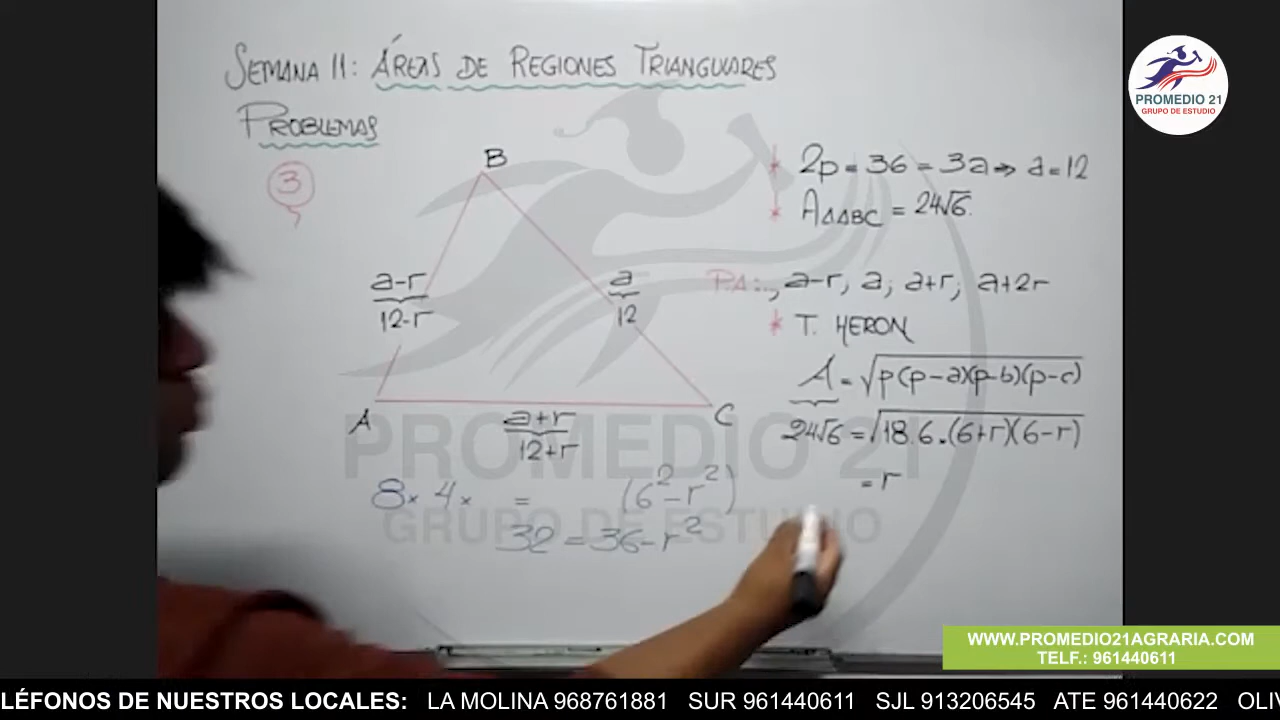 SEMANA 11: ÁREAS DE REGIONES TRIANGULARES
PROBLEMAS
3
B
a-r
12-r
a
12
A
a+r
12+r
C
* 2p = 36 = 3a ⇒ a=12
* A△ABC = 24√6.
P.A: .., a-r, a, a+r, a+2r
* T. HERON
A = √p(p-a)(p-b)(p-c)
24√6 = √18.6.(6+r)(6-r)
= r
8× 4× = (6²-r²)
32 = 36-r²
PROMEDIO 21
GRUPO DE ESTUDIO
PROMEDIO 21
GRUPO DE ESTUDIO
WWW.PROMEDIO21AGRARIA.COM
TELF.: 961440611
LÉFONOS DE NUESTROS LOCALES: LA MOLINA 968761881 SUR 961440611 SJL 913206545 ATE 961440622 OLIV